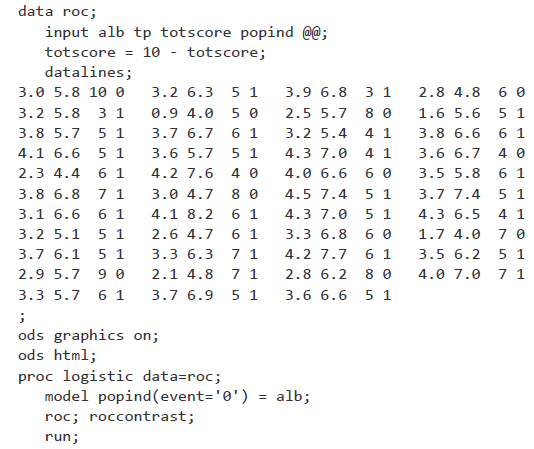 data roc;
   input alb tp totscore popind @@;
   totscore = 10 - totscore;
   datalines;
3.0 5.8 10 0   3.2 6.3  5 1   3.9 6.8  3 1   2.8 4.8  6 0
3.2 5.8  3 1   0.9 4.0  5 0   2.5 5.7  8 0   1.6 5.6  5 1
3.8 5.7  5 1   3.7 6.7  6 1   3.2 5.4  4 1   3.8 6.6  6 1
4.1 6.6  5 1   3.6 5.7  5 1   4.3 7.0  4 1   3.6 6.7  4 0
2.3 4.4  6 1   4.2 7.6  4 0   4.0 6.6  6 0   3.5 5.8  6 1
3.8 6.8  7 1   3.0 4.7  8 0   4.5 7.4  5 1   3.7 7.4  5 1
3.1 6.6  6 1   4.1 8.2  6 1   4.3 7.0  5 1   4.3 6.5  4 1
3.2 5.1  5 1   2.6 4.7  6 1   3.3 6.8  6 0   1.7 4.0  7 0
3.7 6.1  5 1   3.3 6.3  7 1   4.2 7.7  6 1   3.5 6.2  5 1
2.9 5.7  9 0   2.1 4.8  7 1   2.8 6.2  8 0   4.0 7.0  7 1
3.3 5.7  6 1   3.7 6.9  5 1   3.6 6.6  5 1
;
ods graphics on;
ods html;
proc logistic data=roc;
   model popind(event='0') = alb;
   roc; roccontrast;
   run;